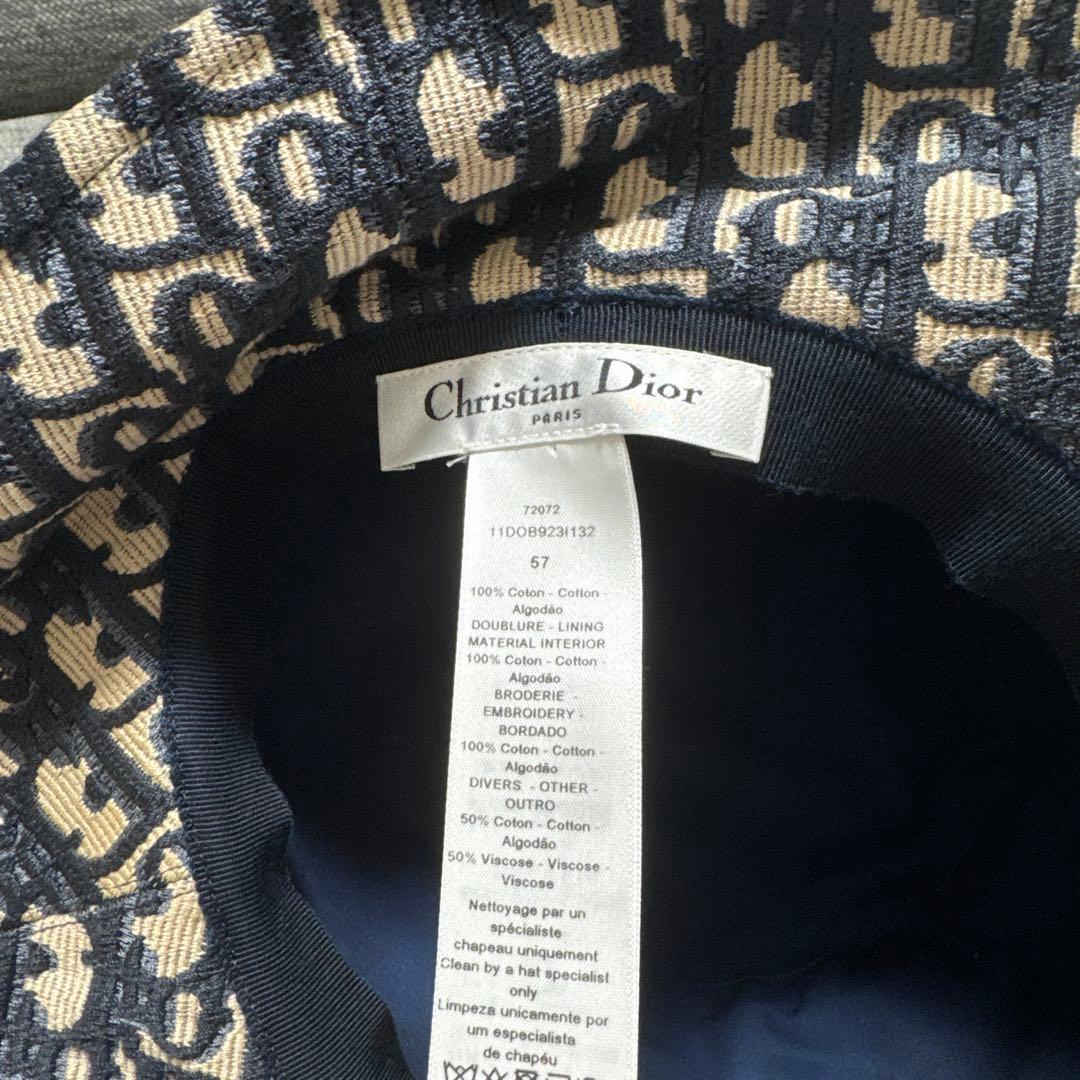 Christian Dior
PARIS
72072
11DOB923I132
57
100% Coton - Cotton -
Algodão
DOUBLURE - LINING
MATERIAL INTERIOR
100% Coton - Cotton -
Algodão
BRODERIE -
EMBROIDERY -
BORDADO
100% Coton - Cotton -
Algodão
DIVERS - OTHER -
OUTRO
50% Coton - Cotton -
Algodão
50% Viscose - Viscose -
Viscose
Nettoyage par un
spécialiste
chapeau uniquement
Clean by a hat specialist
only
Limpeza unicamente por
um especialista
de chapéu